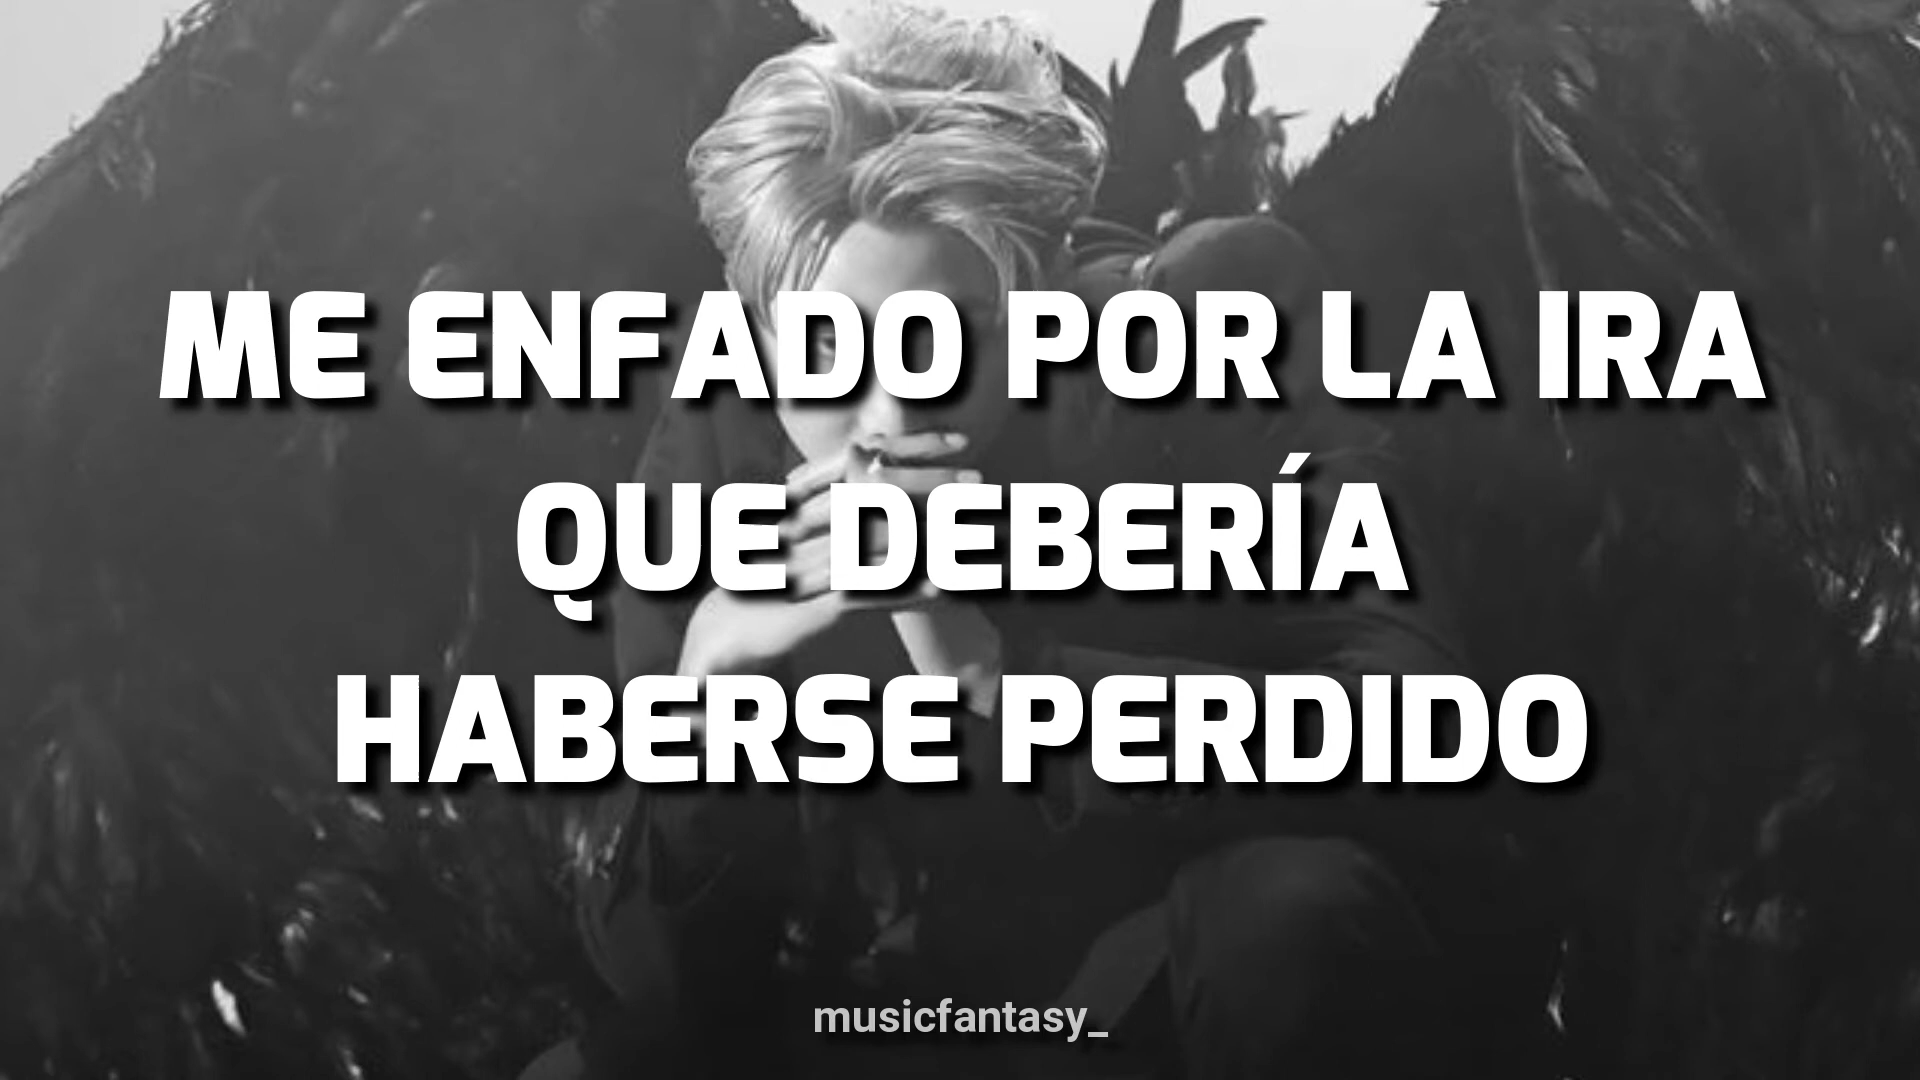 ME ENFADO POR LA IRA
QUE DEBERÍA
HABERSE PERDIDO
musicfantasy_